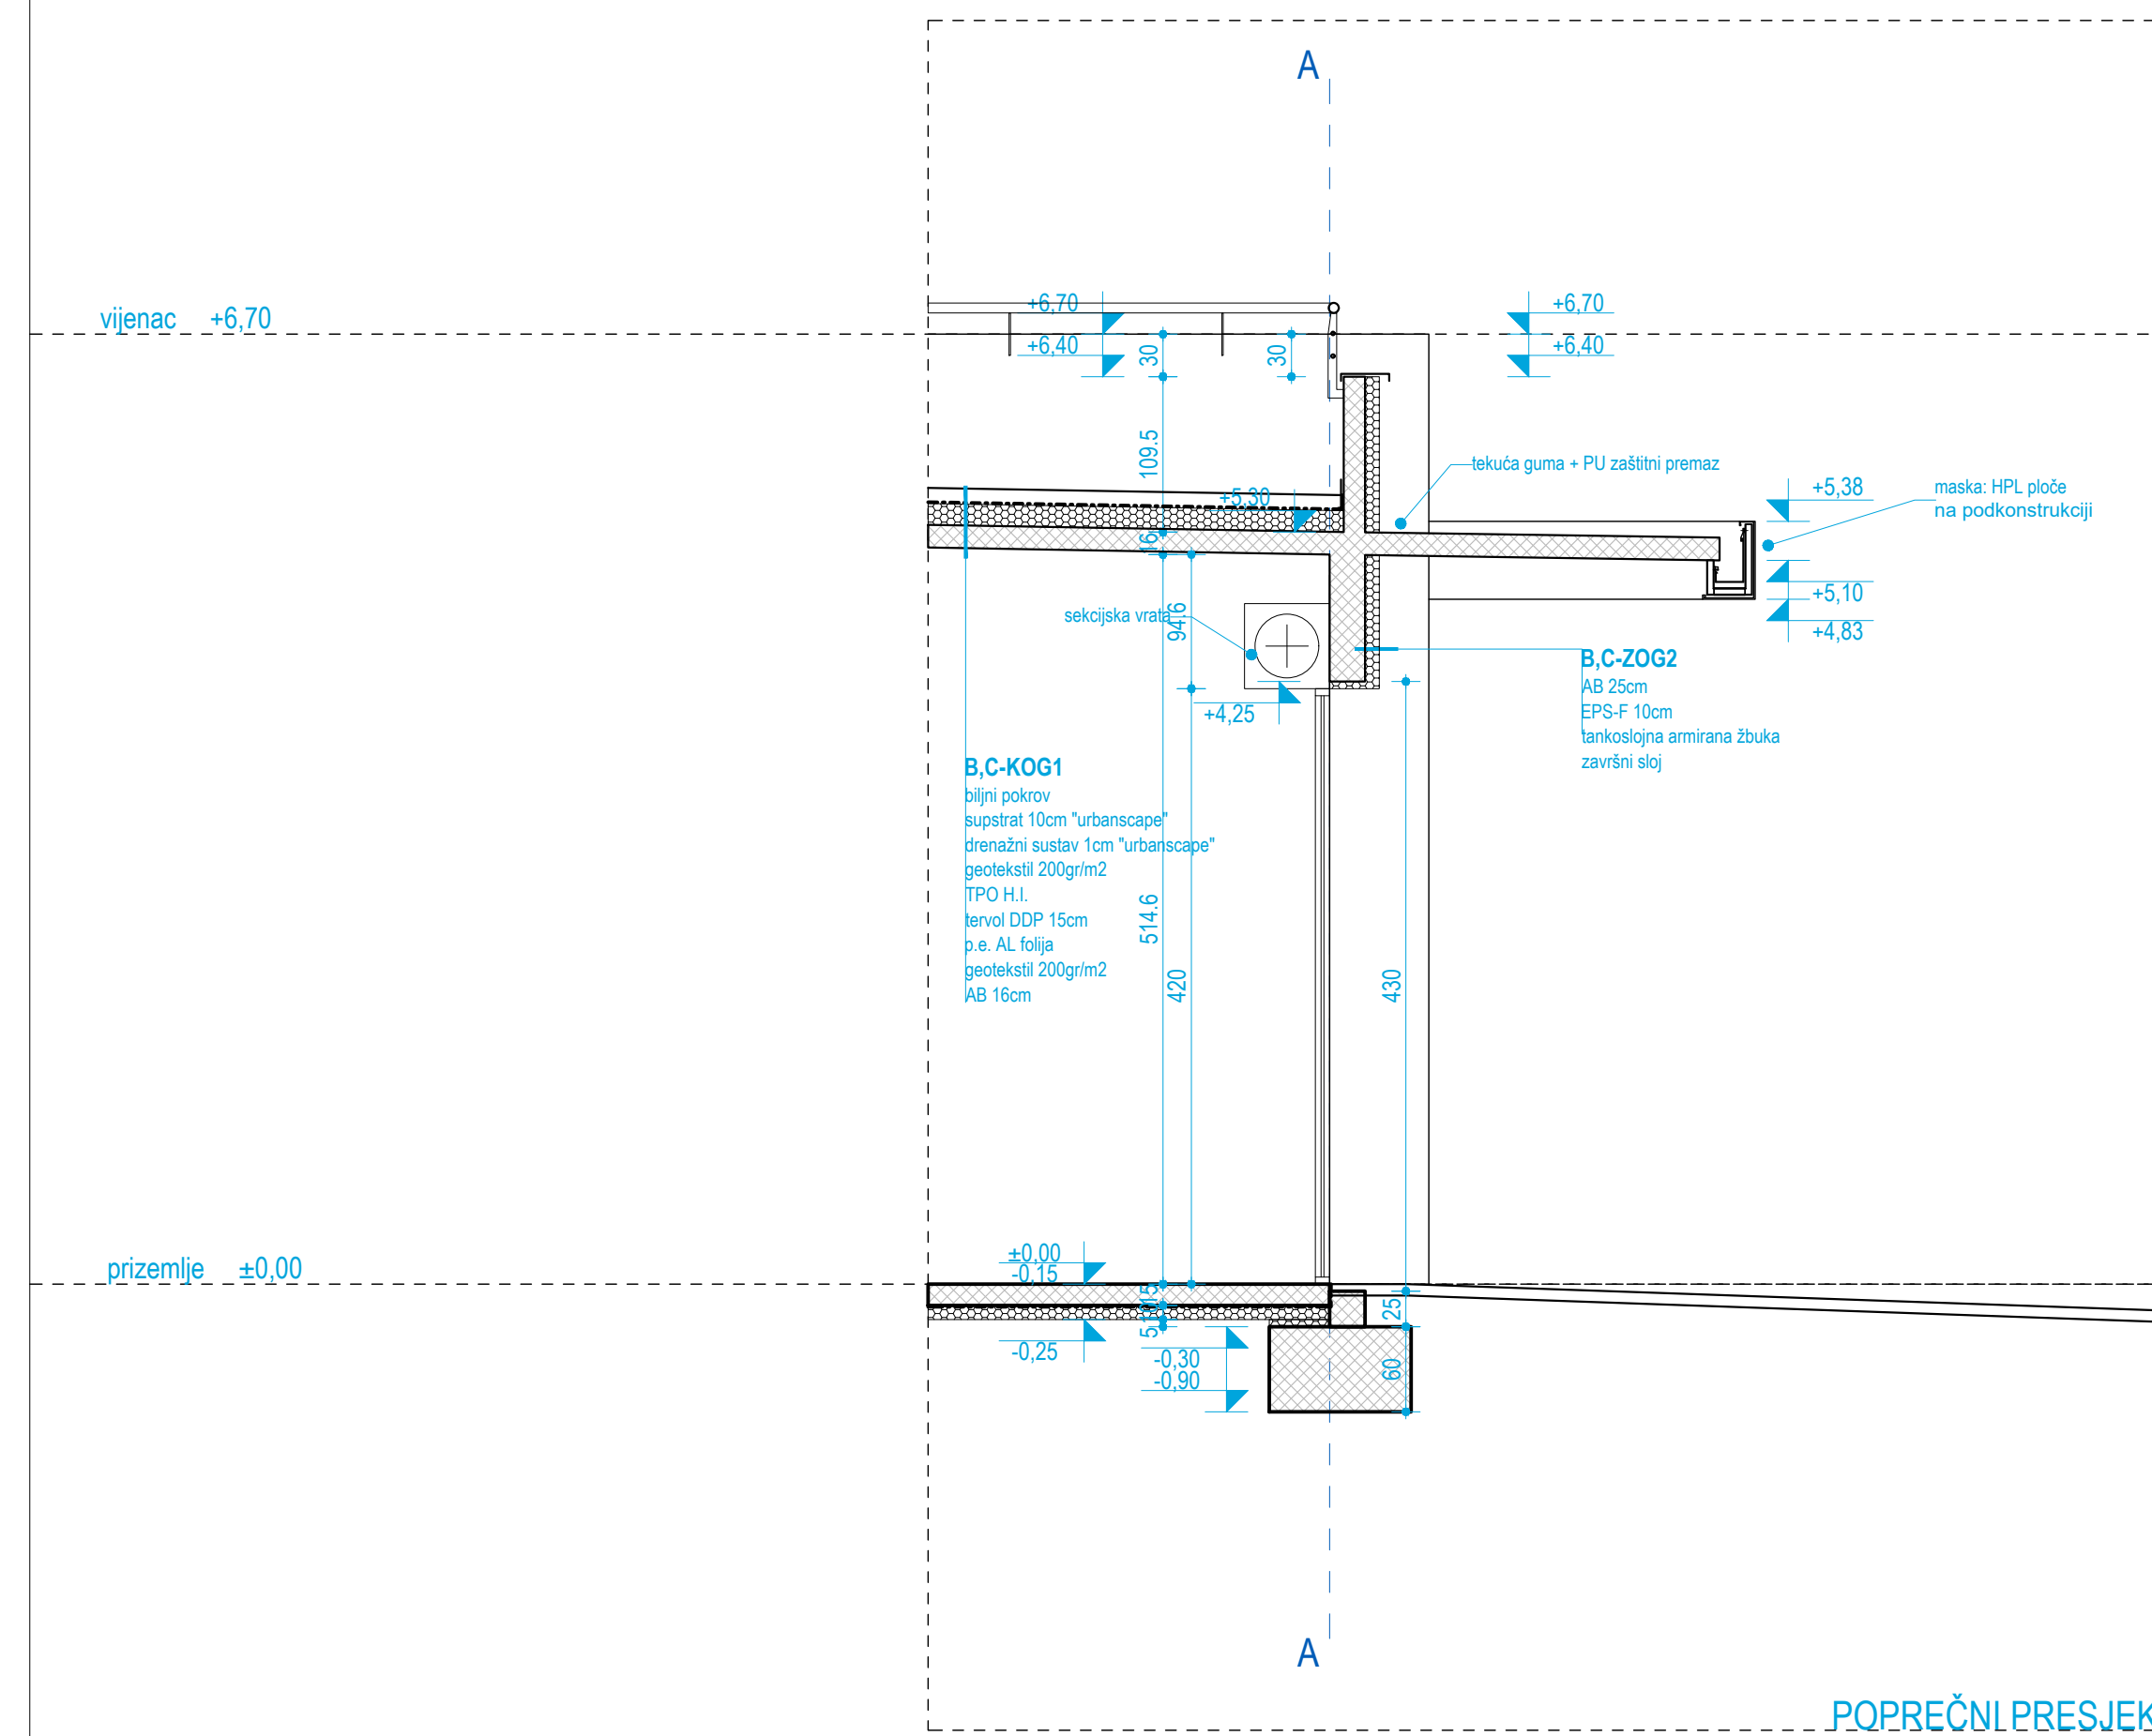 A
vijenac +6,70
+6,70
+6,40
30
30
+6,70
+6,40
109.5
tekuća guma + PU zaštitni premaz
+5,30
+5,38
maska: HPL ploče
na podkonstrukciji
16
+5,10
+4,83
sekcijska vrata
94.6
+4,25
B,C-ZOG2
AB 25cm
EPS-F 10cm
tankoslojna armirana žbuka
završni sloj
B,C-KOG1
biljni pokrov
supstrat 10cm "urbanscape"
drenažni sustav 1cm "urbanscape"
geotekstil 200gr/m2
TPO H.I.
tervol DDP 15cm
p.e. AL folija
geotekstil 200gr/m2
AB 16cm
514.6
420
430
prizemlje ±0,00
±0,00
-0,15
15
10
5
25
-0,25
-0,30
-0,90
60
A
POPREČNI PRESJEK